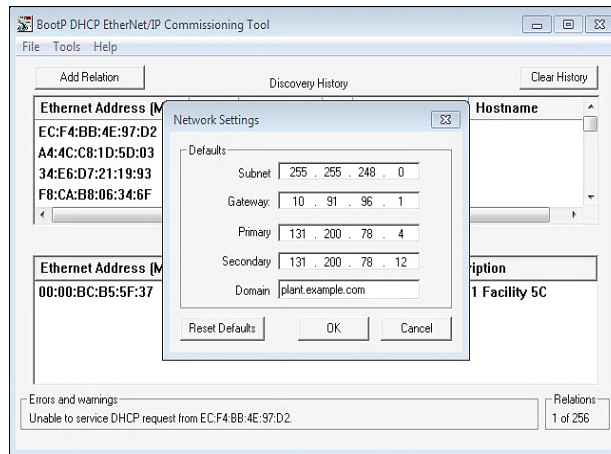 BootP DHCP EtherNet/IP Commissioning Tool
File Tools Help
Add Relation
Discovery History
Clear History
Ethernet Address (M
Hostname
EC:F4:BB:4E:97:D2
A4:4C:C8:1D:5D:03
34:E6:D7:21:19:93
F8:CA:B8:06:34:6F
Network Settings
Defaults
Subnet 255 . 255 . 248 . 0
Gateway: 10 . 91 . 96 . 1
Primary 131 . 200 . 78 . 4
Secondary 131 . 200 . 78 . 12
Domain plant.example.com
Reset Defaults
OK
Cancel
Ethernet Address (M
ription
00:00:BC:B5:5F:37
1 Facility 5C
Errors and warnings
Unable to service DHCP request from EC:F4:BB:4E:97:D2.
Relations
1 of 256